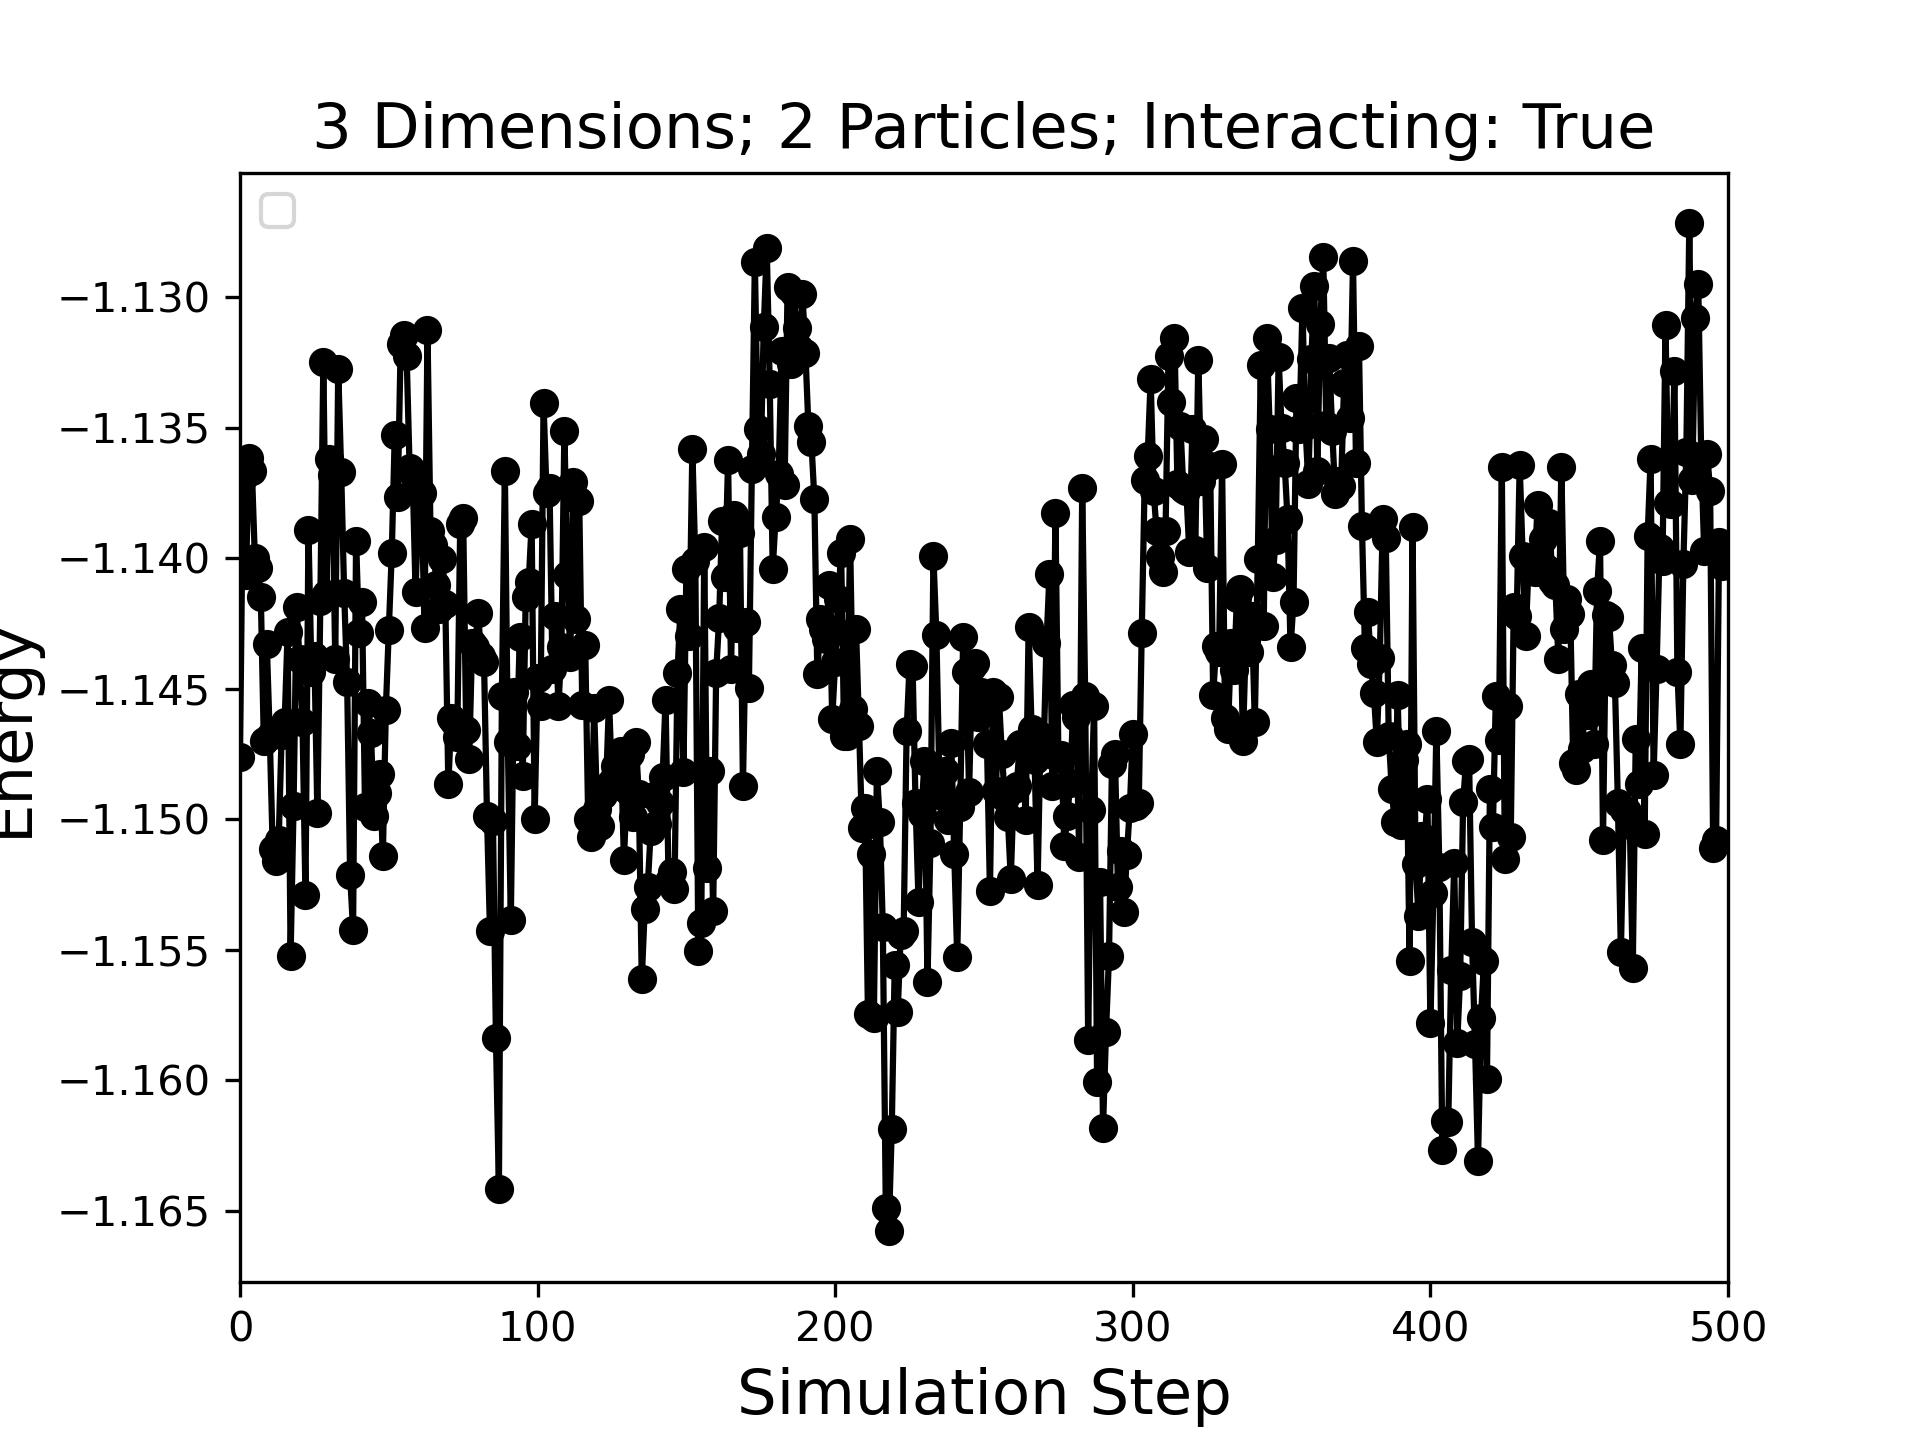 3 Dimensions; 2 Particles; Interacting: True
Energy
−1.130
−1.135
−1.140
−1.145
−1.150
−1.155
−1.160
−1.165
0 100 200 300 400 500
Simulation Step